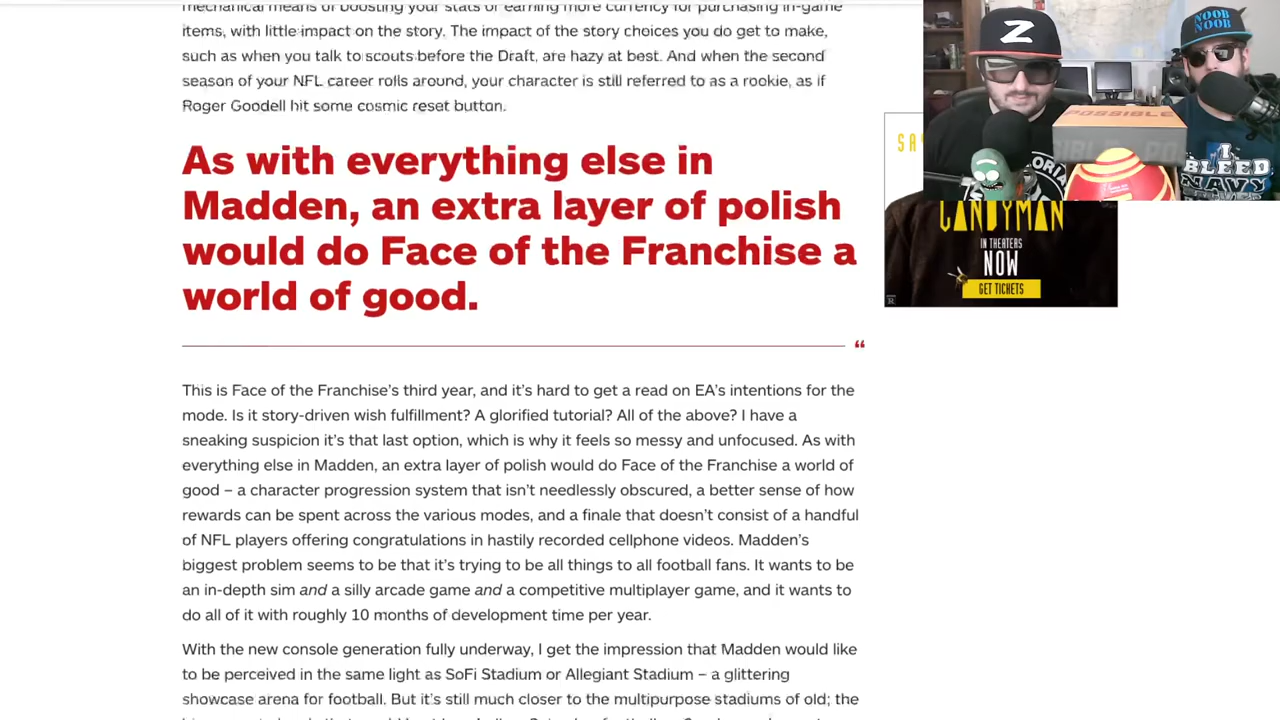 mechanical means of boosting your stats or earning more currency for purchasing in-game
items, with little impact on the story. The impact of the story choices you do get to make,
such as when you talk to scouts before the Draft, are hazy at best. And when the second
season of your NFL career rolls around, your character is still referred to as a rookie, as if
Roger Goodell hit some cosmic reset button.
As with everything else in
Madden, an extra layer of polish
would do Face of the Franchise a
world of good.
“
This is Face of the Franchise’s third year, and it’s hard to get a read on EA’s intentions for the
mode. Is it story-driven wish fulfillment? A glorified tutorial? All of the above? I have a
sneaking suspicion it’s that last option, which is why it feels so messy and unfocused. As with
everything else in Madden, an extra layer of polish would do Face of the Franchise a world of
good – a character progression system that isn’t needlessly obscured, a better sense of how
rewards can be spent across the various modes, and a finale that doesn’t consist of a handful
of NFL players offering congratulations in hastily recorded cellphone videos. Madden’s
biggest problem seems to be that it’s trying to be all things to all football fans. It wants to be
an in-depth sim and a silly arcade game and a competitive multiplayer game, and it wants to
do all of it with roughly 10 months of development time per year.
With the new console generation fully underway, I get the impression that Madden would like
to be perceived in the same light as SoFi Stadium or Allegiant Stadium – a glittering
showcase arena for football. But it’s still much closer to the multipurpose stadiums of old; the
SA
CANDYMAN
IN THEATERS
NOW
GET TICKETS
R
Z
NOOB
NOOB
POSSIBLE
I
BLEED
NAVY